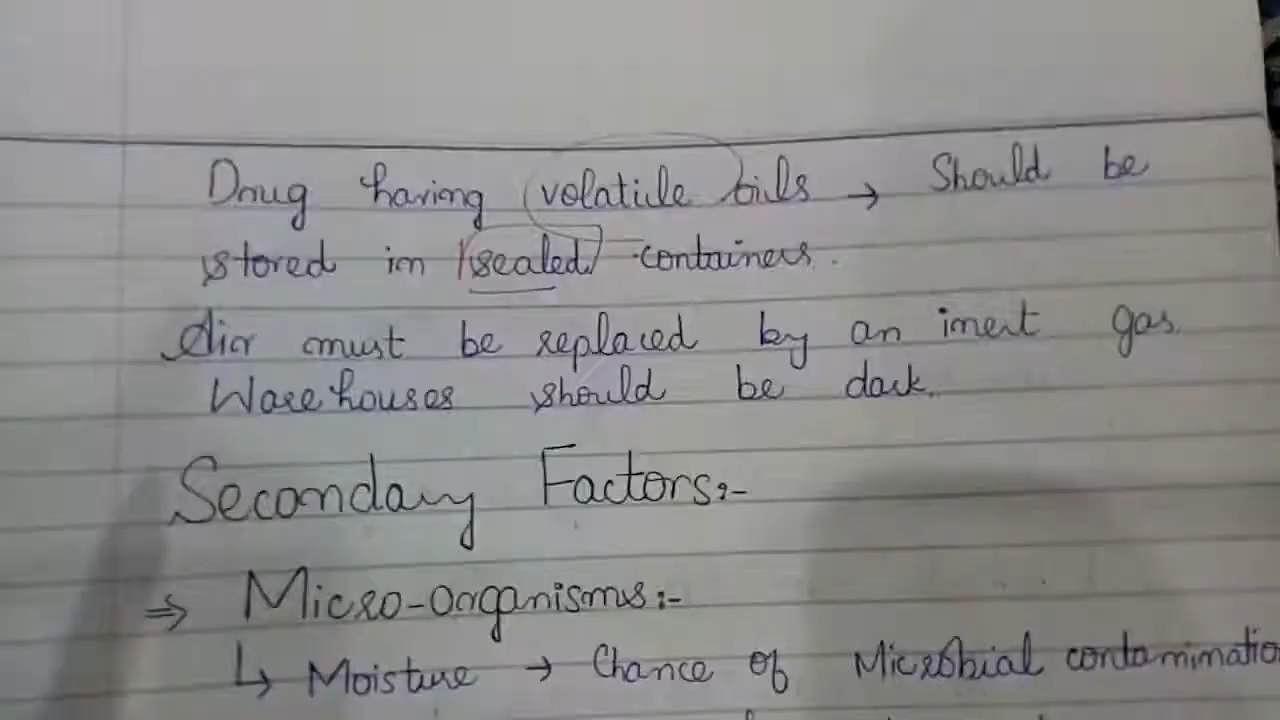 Drug having volatile oils → Should be
stored in sealed containers.
Air must be replaced by an inert gas
Warehouses should be dark.
Secondary Factors:-
⇒ Micro-organisms:-
↳ Moisture → Chance of Microbial contaminatio